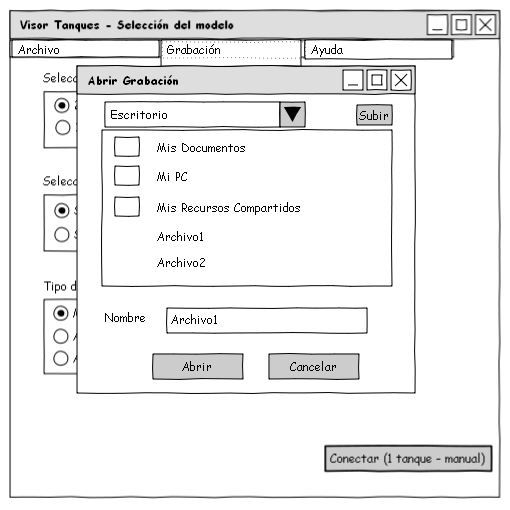 Visor Tanques - Selección del modelo
Archivo Grabación Ayuda
Selecc
Abrir Grabación
Escritorio Subir
Mis Documentos
Mi PC
Mis Recursos Compartidos
Archivo1
Archivo2
Selecc
Tipo d
Nombre Archivo1
Abrir Cancelar
Conectar (1 tanque - manual)